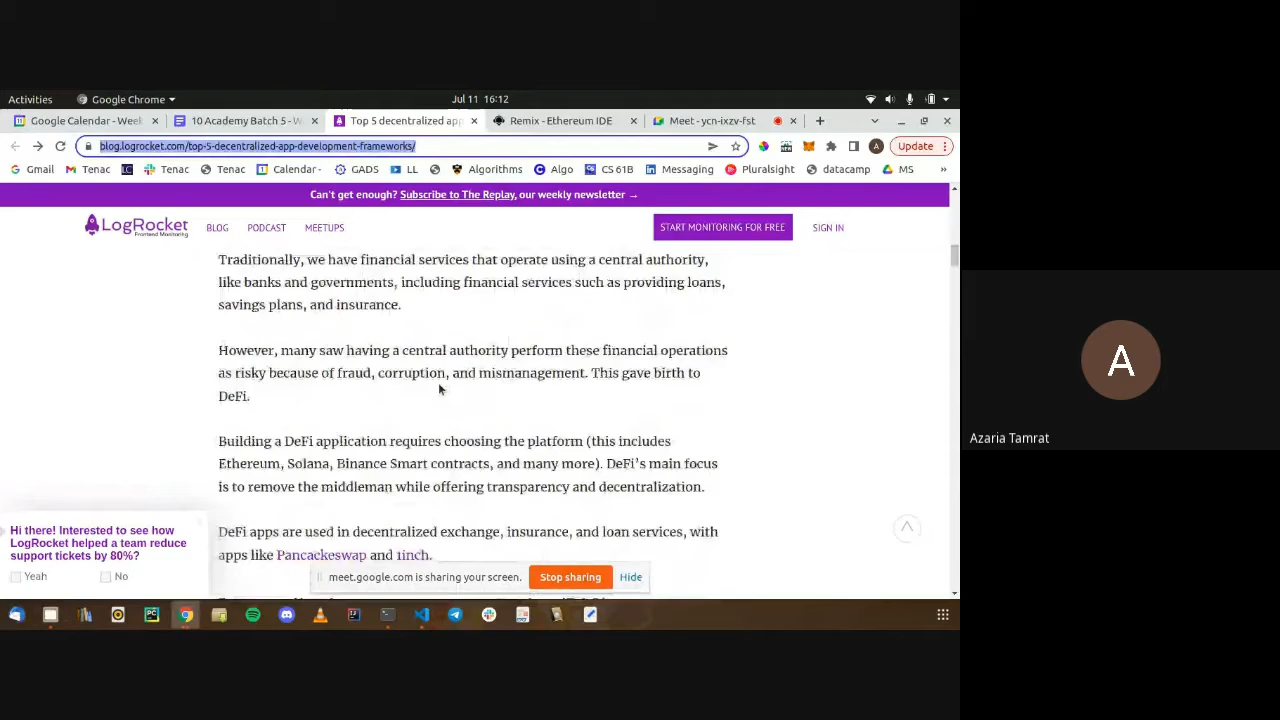 Activities Google Chrome Jul 11 16:12
Google Calendar - Week 10 Academy Batch 5 - W Top 5 decentralized app Remix - Ethereum IDE Meet - ycn-ixzv-fst
blog.logrocket.com/top-5-decentralized-app-development-frameworks/ A Update
Gmail Tenac LC Tenac Tenac Calendar - GADS LL Algorithms Algo CS 61B Messaging Pluralsight datacamp MS »
Can't get enough? Subscribe to The Replay, our weekly newsletter →
LogRocket BLOG PODCAST MEETUPS START MONITORING FOR FREE SIGN IN
Frontend Monitoring
Traditionally, we have financial services that operate using a central authority,
like banks and governments, including financial services such as providing loans,
savings plans, and insurance.
However, many saw having a central authority perform these financial operations
as risky because of fraud, corruption, and mismanagement. This gave birth to
DeFi.
Building a DeFi application requires choosing the platform (this includes
Ethereum, Solana, Binance Smart contracts, and many more). DeFi's main focus
is to remove the middleman while offering transparency and decentralization.
DeFi apps are used in decentralized exchange, insurance, and loan services, with
apps like Pancackeswap and 1inch.
Hi there! Interested to see how
LogRocket helped a team reduce
support tickets by 80%?
Yeah No
meet.google.com is sharing your screen. Stop sharing Hide
A
Azaria Tamrat